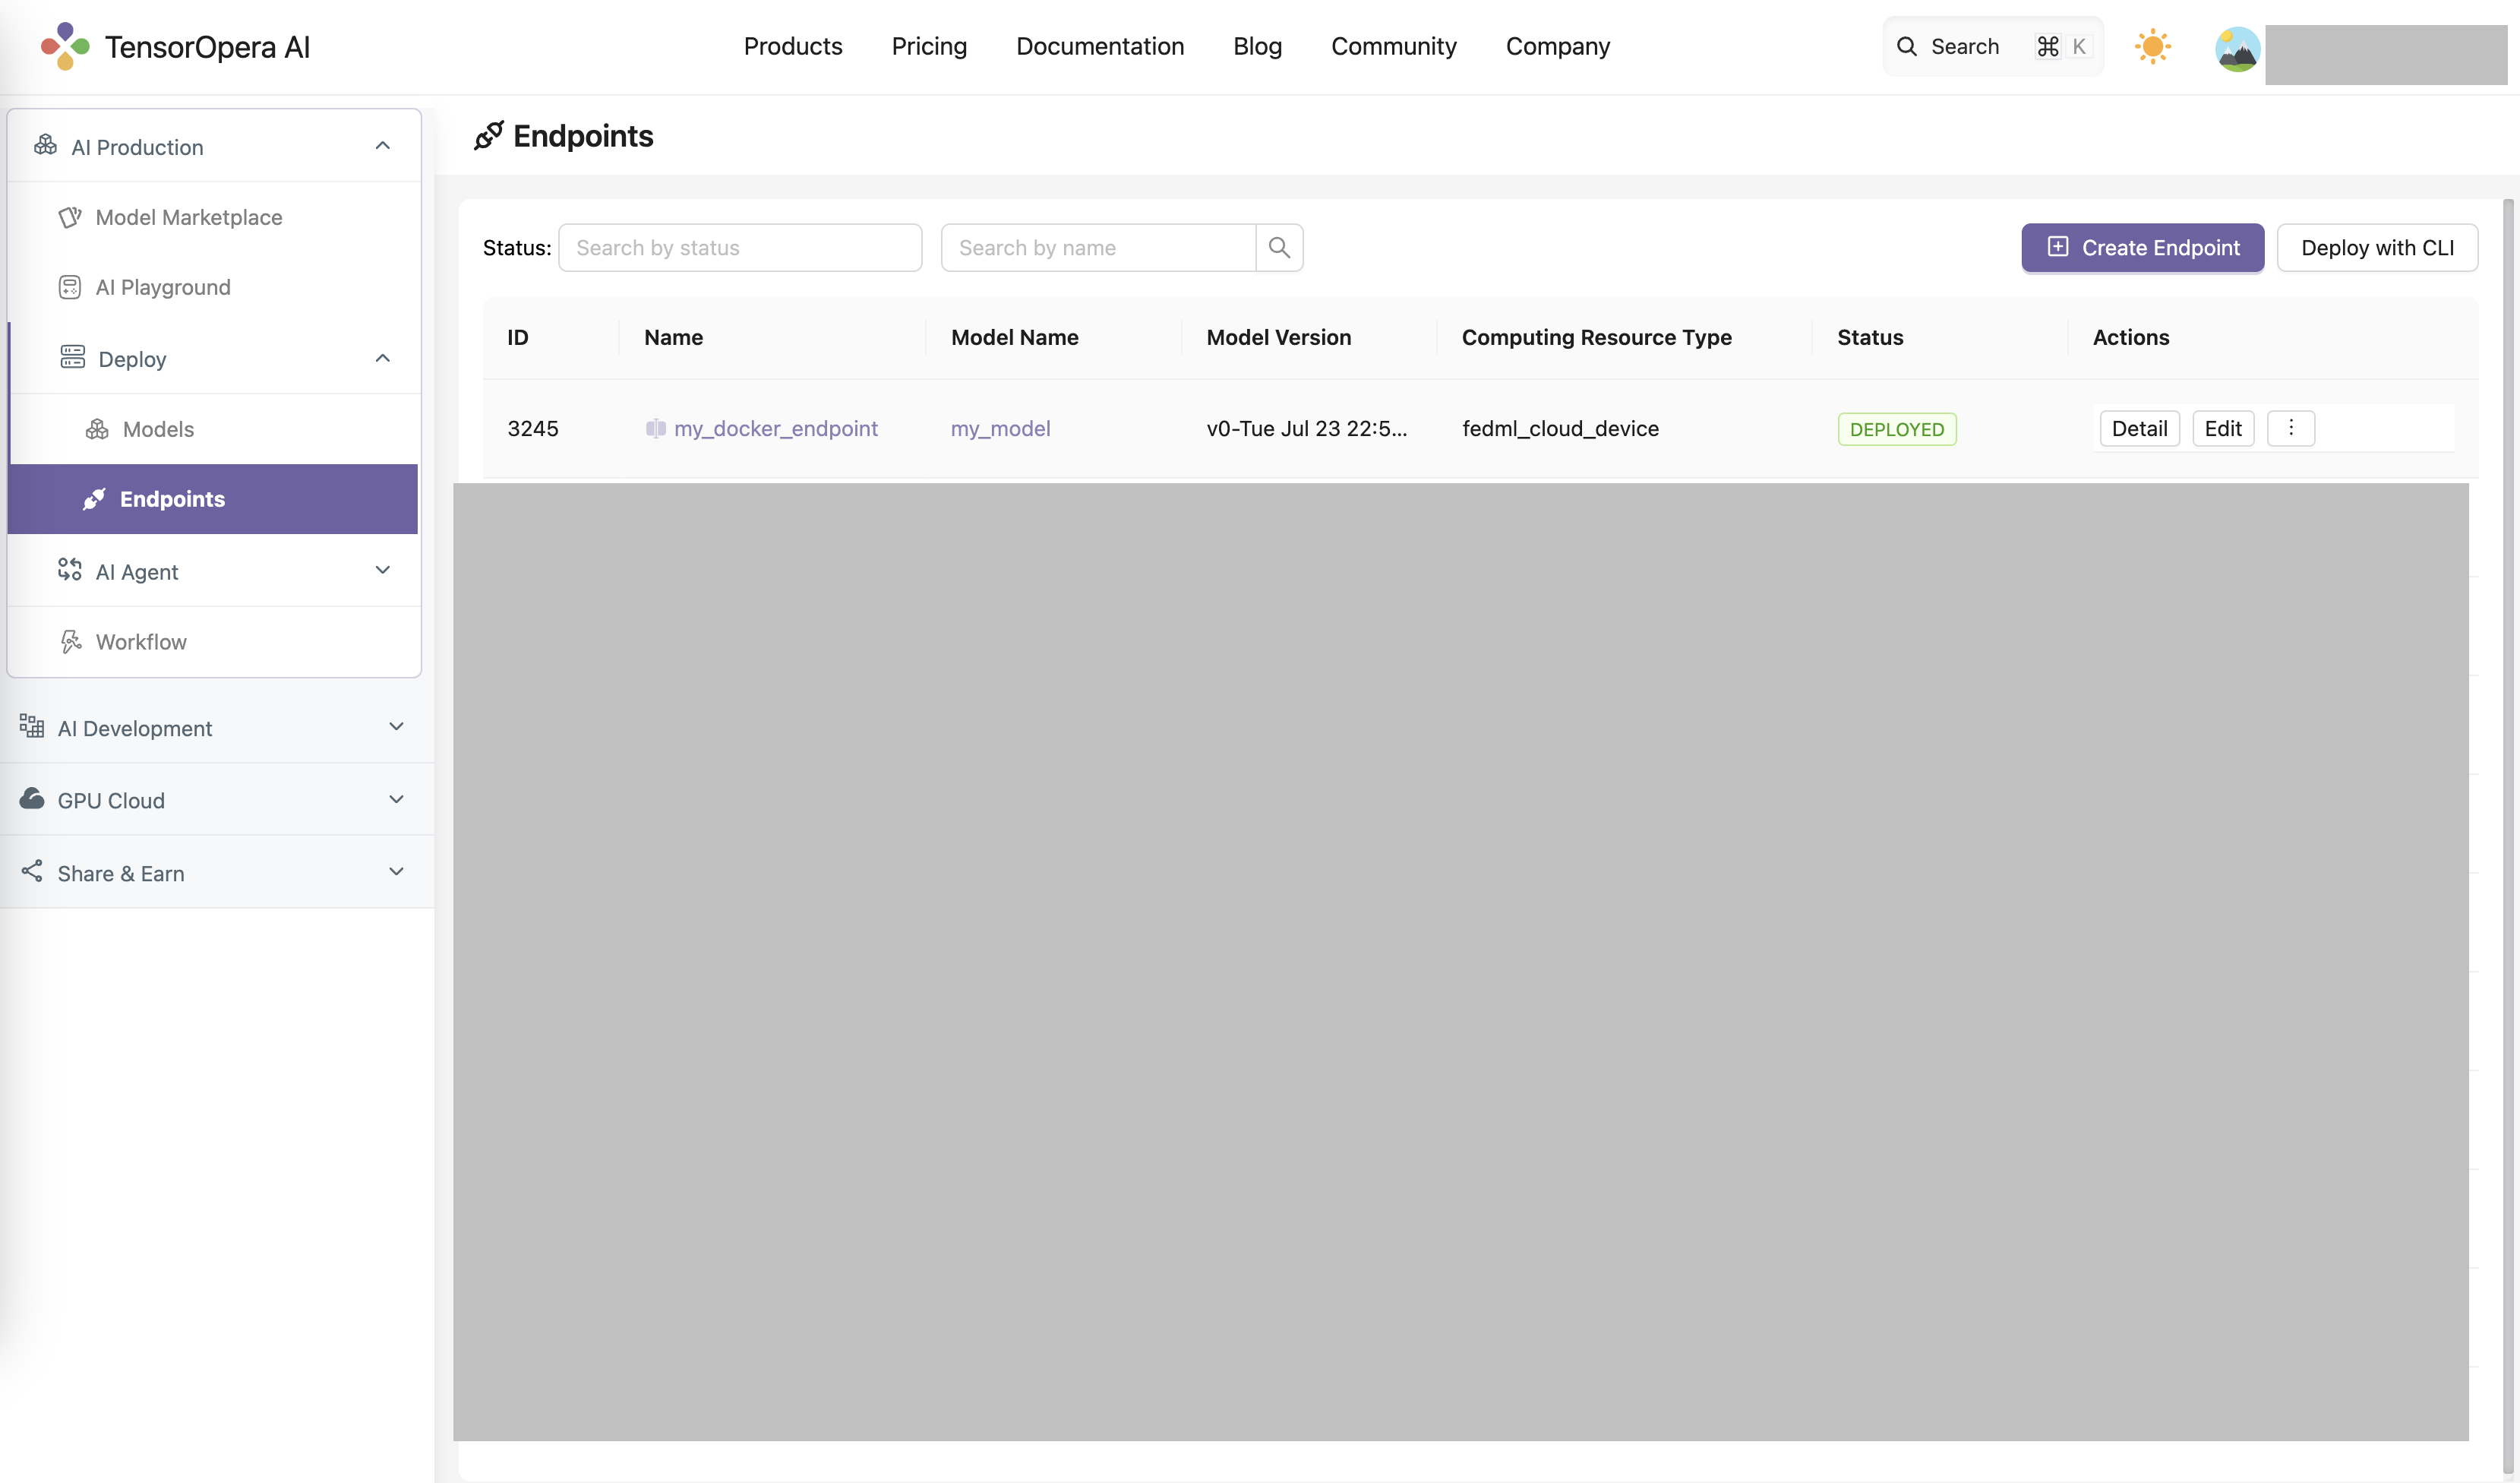 TensorOpera AI
Products Pricing Documentation Blog Community Company
Search ⌘ K
AI Production
Model Marketplace
AI Playground
Deploy
Models
Endpoints
AI Agent
Workflow
AI Development
GPU Cloud
Share & Earn
Endpoints
Status: Search by status Search by name Create Endpoint Deploy with CLI
ID Name Model Name Model Version Computing Resource Type Status Actions
3245 my_docker_endpoint my_model v0-Tue Jul 23 22:5... fedml_cloud_device DEPLOYED Detail Edit